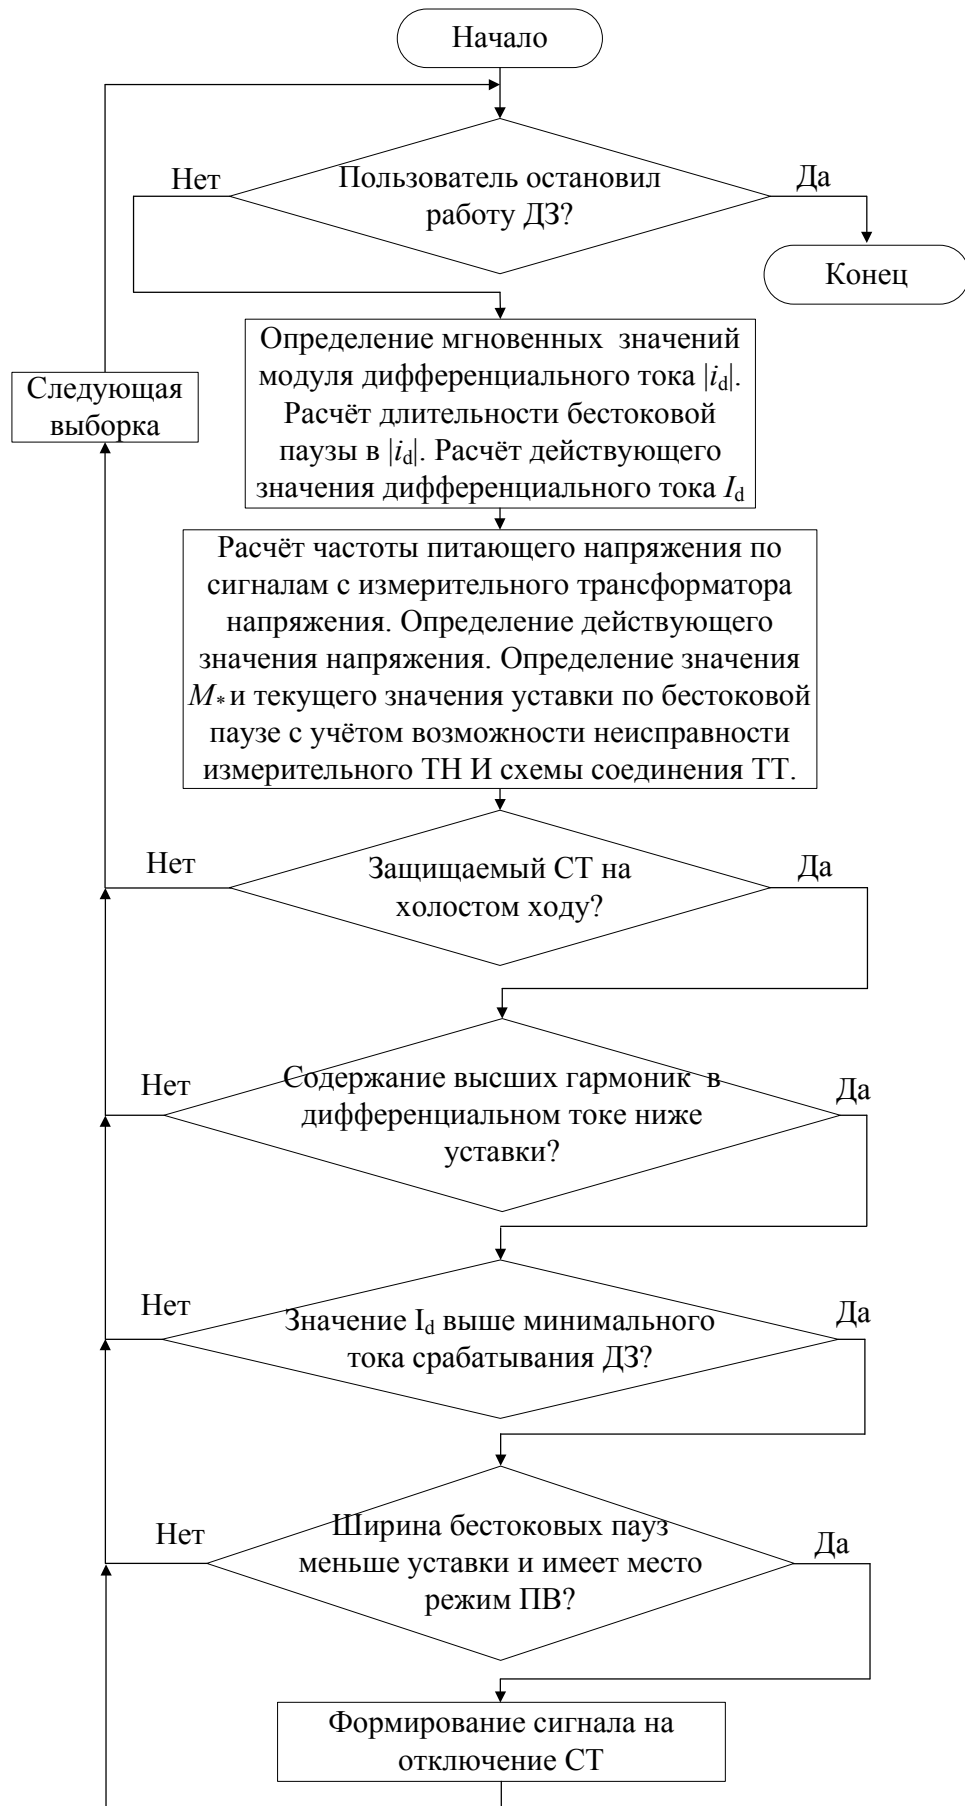 Начало
Пользователь остановил
работу ДЗ?
Нет
Да
Конец
Определение мгновенных значений
модуля дифференциального тока |i_d|.
Расчёт длительности бестоковой
паузы в |i_d|. Расчёт действующего
значения дифференциального тока I_d
Следующая
выборка
Расчёт частоты питающего напряжения по
сигналам с измерительного трансформатора
напряжения. Определение действующего
значения напряжения. Определение значения
M* и текущего значения уставки по бестоковой
паузе с учётом возможности неисправности
измерительного ТН И схемы соединения ТТ.
Защищаемый СТ на
холостом ходу?
Нет
Да
Содержание высших гармоник в
дифференциальном токе ниже
уставки?
Нет
Да
Значение I_d выше минимального
тока срабатывания ДЗ?
Нет
Да
Ширина бестоковых пауз
меньше уставки и имеет место
режим ПВ?
Нет
Да
Формирование сигнала на
отключение СТ